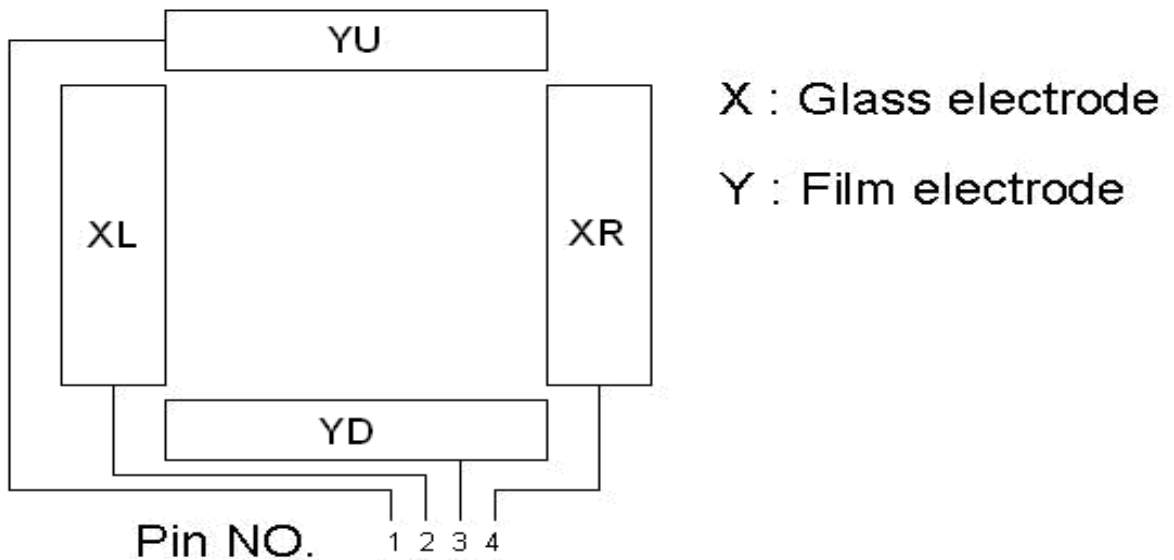 YU
X : Glass electrode
Y : Film electrode
XL
XR
YD
Pin NO. 1 2 3 4